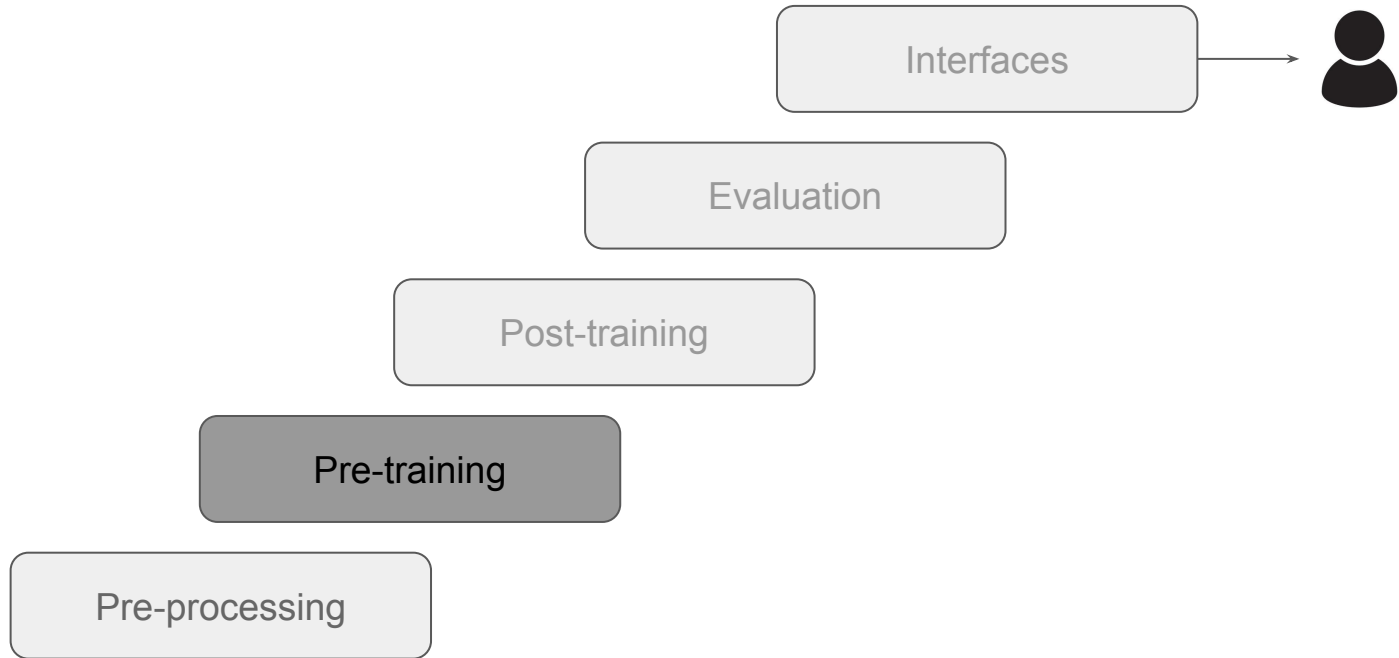 Interfaces
Evaluation
Post-training
Pre-training
Pre-processing